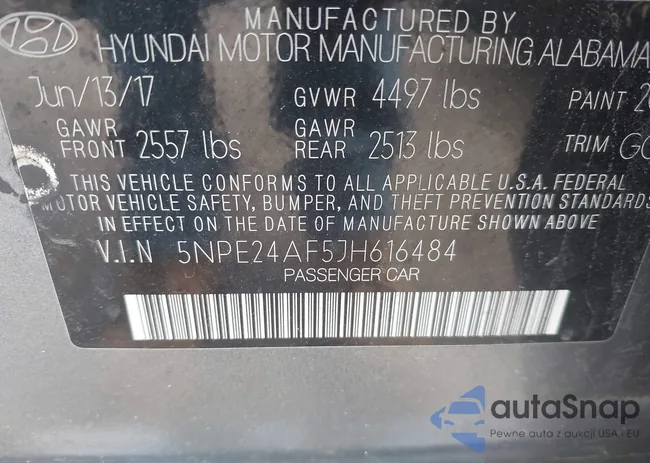 MANUFACTURED BY
HYUNDAI MOTOR MANUFACTURING ALABAMA
Jun/13/17 GVWR 4497 lbs PAINT
GAWR FRONT 2557 lbs GAWR REAR 2513 lbs TRIM
THIS VEHICLE CONFORMS TO ALL APPLICABLE U.S.A. FEDERAL
MOTOR VEHICLE SAFETY, BUMPER, AND THEFT PREVENTION STANDARDS
IN EFFECT ON THE DATE OF MANUFACTURE SHOWN ABOVE
V.I.N 5NPE24AF5JH616484
PASSENGER CAR
autaSnap
Pewne auta z aukcji USA i EU